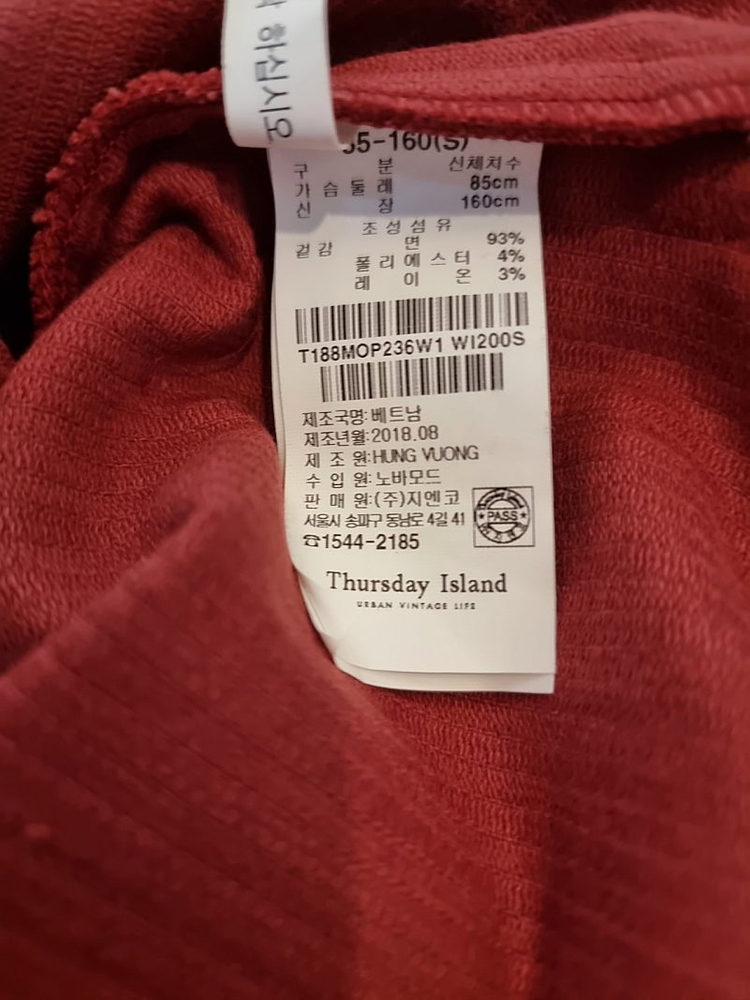 하십시오
85-160(S)
구 분 신체치수
가 슴 둘 레 85cm
신 장 160cm
조 성 섬 유
겉 감 면 93%
폴 리 에 스 터 4%
레 이 온 3%
T188MOP236W1 WI200S
제조국명:베트남
제조년월:2018.08
제 조 원:HUNG VUONG
수 입 원:노바모드
판 매 원:(주)지엔코
서울시 송파구 동남로 4길 41
☎1544-2185
PASS
Thursday Island
URBAN VINTAGE LIFE